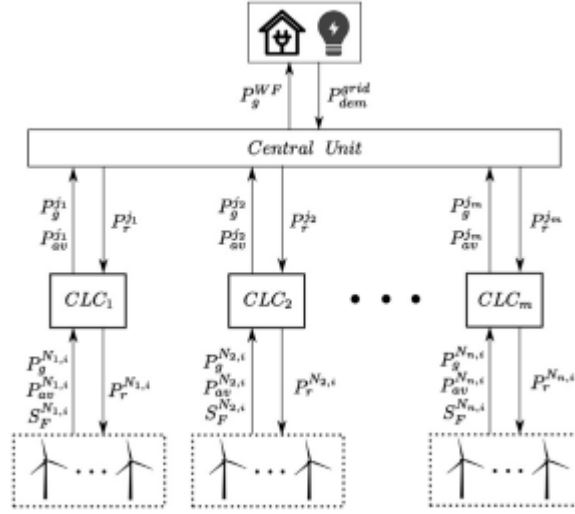 P_g^{WF} P_{dem}^{grid}
Central Unit
P_g^{j_1} P_r^{j_1} P_g^{j_2} P_r^{j_2} P_g^{j_m} P_r^{j_m}
P_{av}^{j_1} P_{av}^{j_2} P_{av}^{j_m}
CLC_1 CLC_2 • • • CLC_m
P_g^{N_{1,i}} P_g^{N_{2,i}} P_g^{N_{n,i}}
P_{av}^{N_{1,i}} P_r^{N_{1,i}} P_{av}^{N_{2,i}} P_r^{N_{2,i}} P_{av}^{N_{n,i}} P_r^{N_{n,i}}
S_F^{N_{1,i}} S_F^{N_{2,i}} S_F^{N_{n,i}}